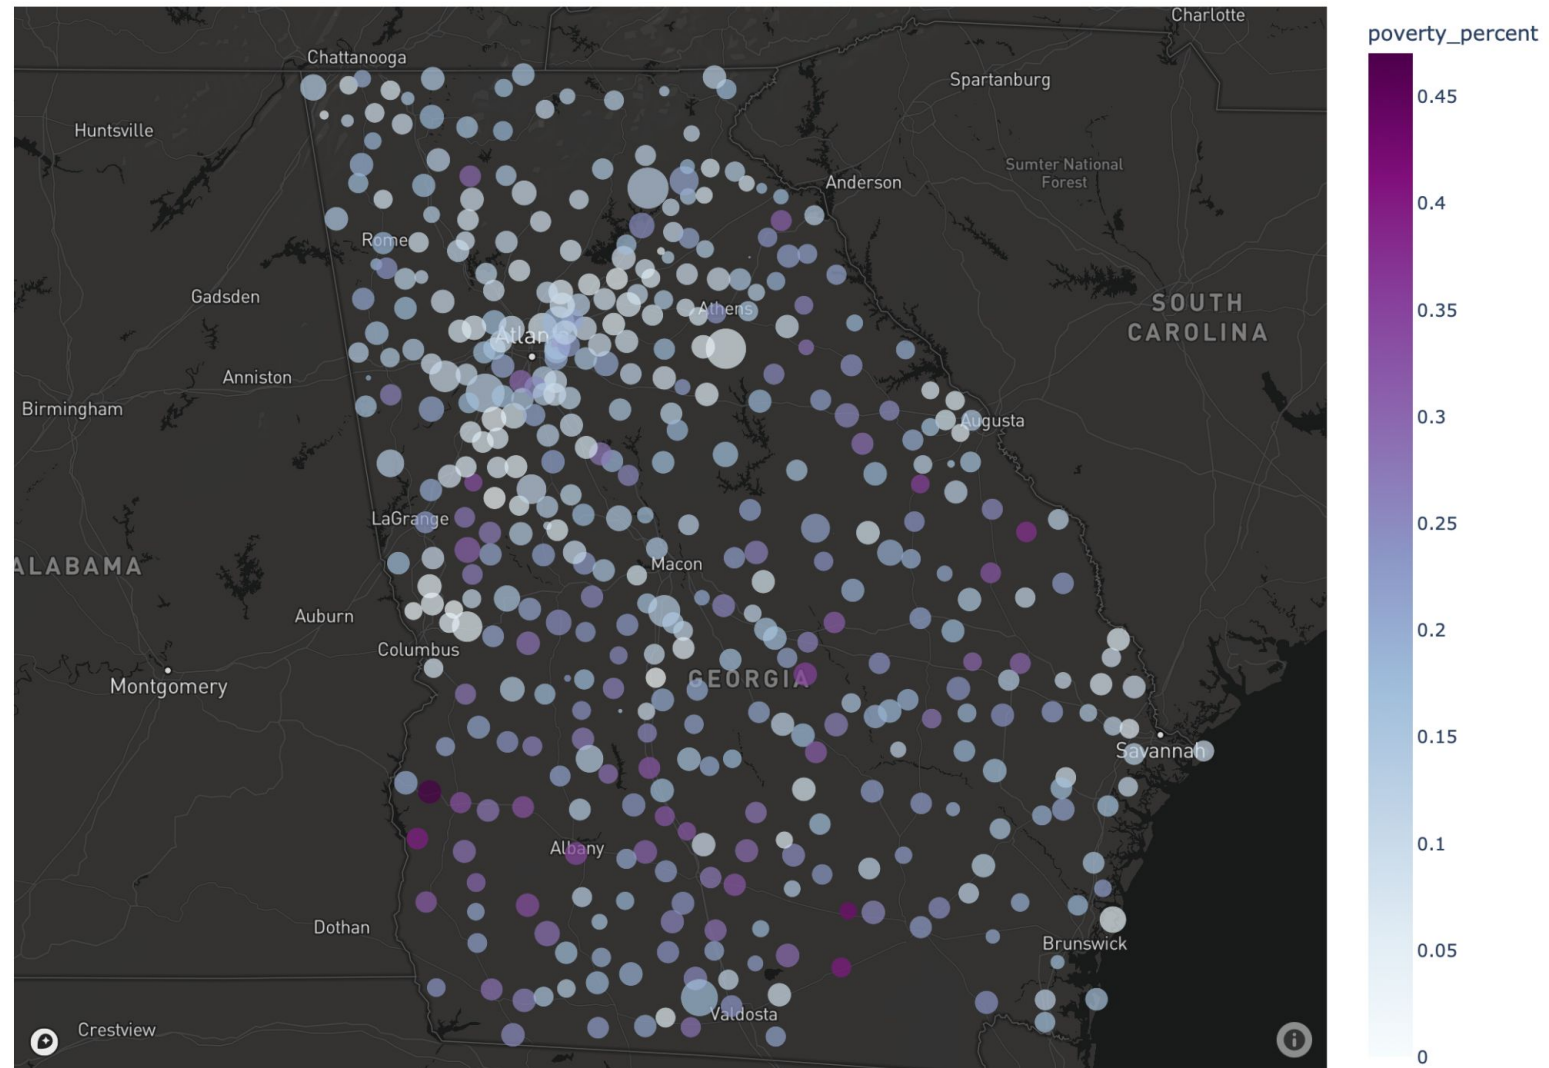 Charlotte
Chattanooga
Spartanburg
Huntsville
Sumter National
Forest
Anderson
Rome
Gadsden
SOUTH
CAROLINA
Athens
Atlan
Anniston
Birmingham
Augusta
LaGrange
ALABAMA
Macon
Auburn
Columbus
GEORGIA
Montgomery
Savannah
Albany
Dothan
Brunswick
Valdosta
Crestview
poverty_percent
0.45
0.4
0.35
0.3
0.25
0.2
0.15
0.1
0.05
0